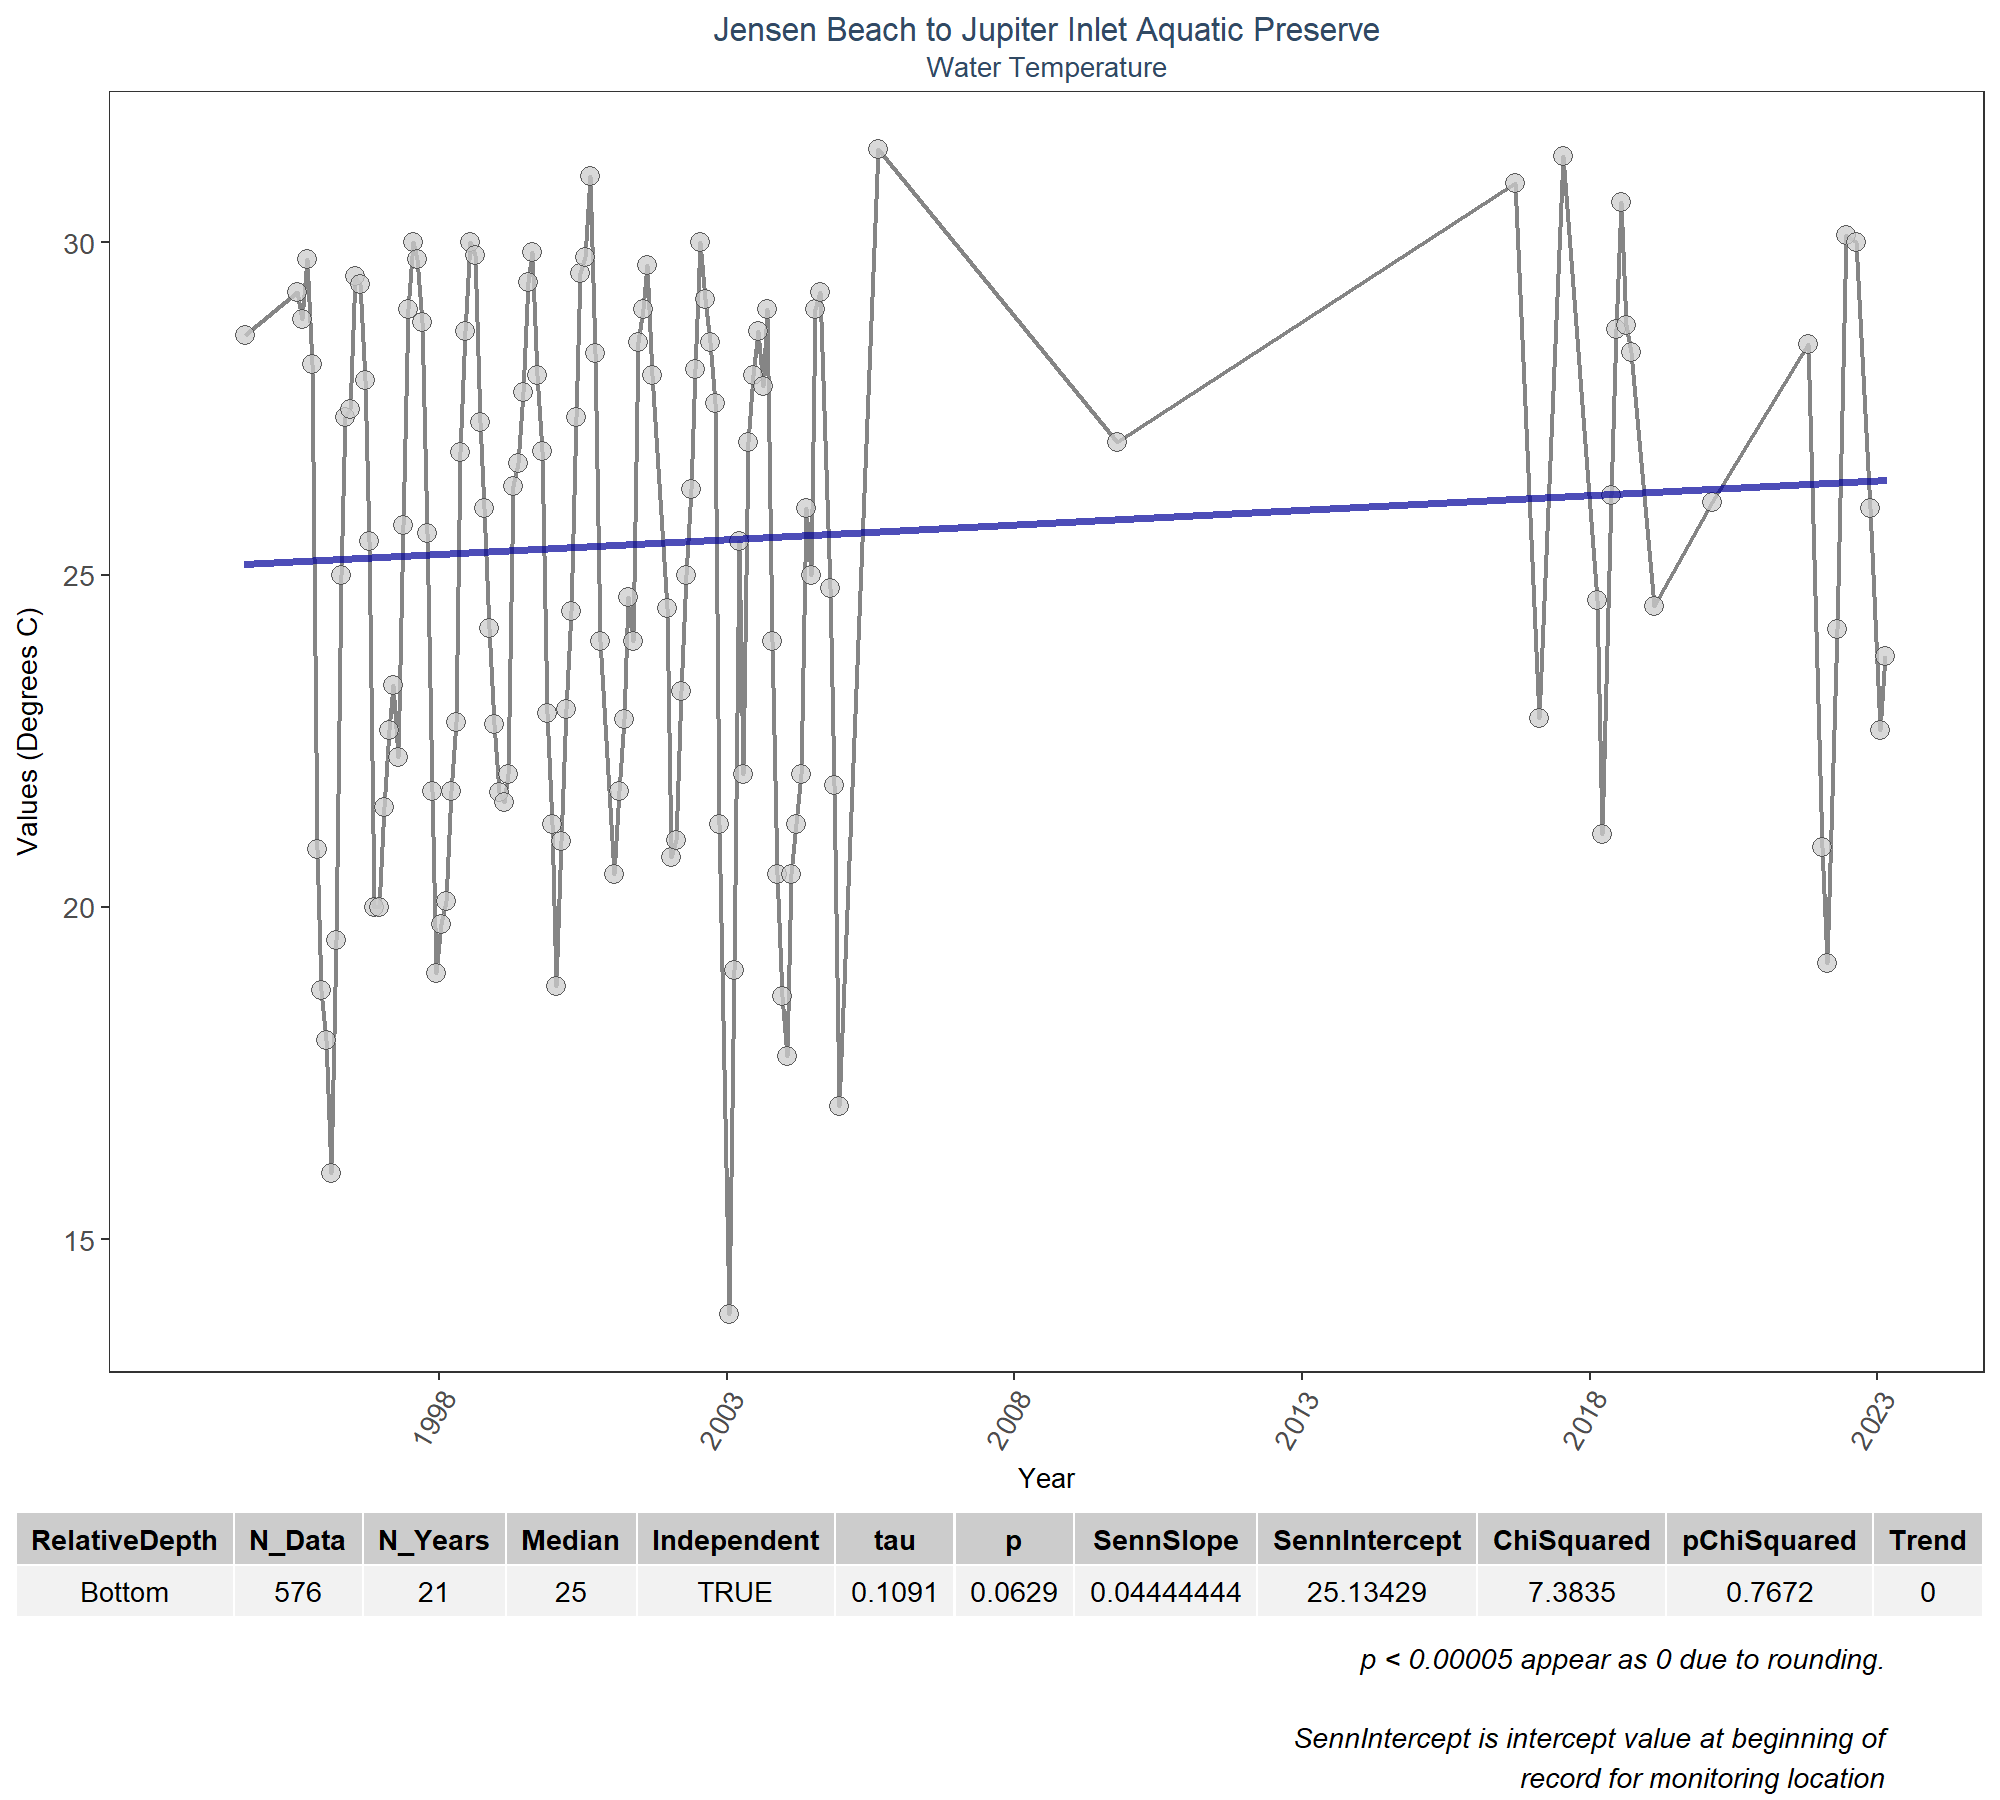 Jensen Beach to Jupiter Inlet Aquatic Preserve
Water Temperature
Values (Degrees C)
30
25
20
15
1998
2003
2008
2013
2018
2023
Year
RelativeDepth N_Data N_Years Median Independent tau p SennSlope SennIntercept ChiSquared pChiSquared Trend
Bottom 576 21 25 TRUE 0.1091 0.0629 0.04444444 25.13429 7.3835 0.7672 0
p < 0.00005 appear as 0 due to rounding.
SennIntercept is intercept value at beginning of
record for monitoring location